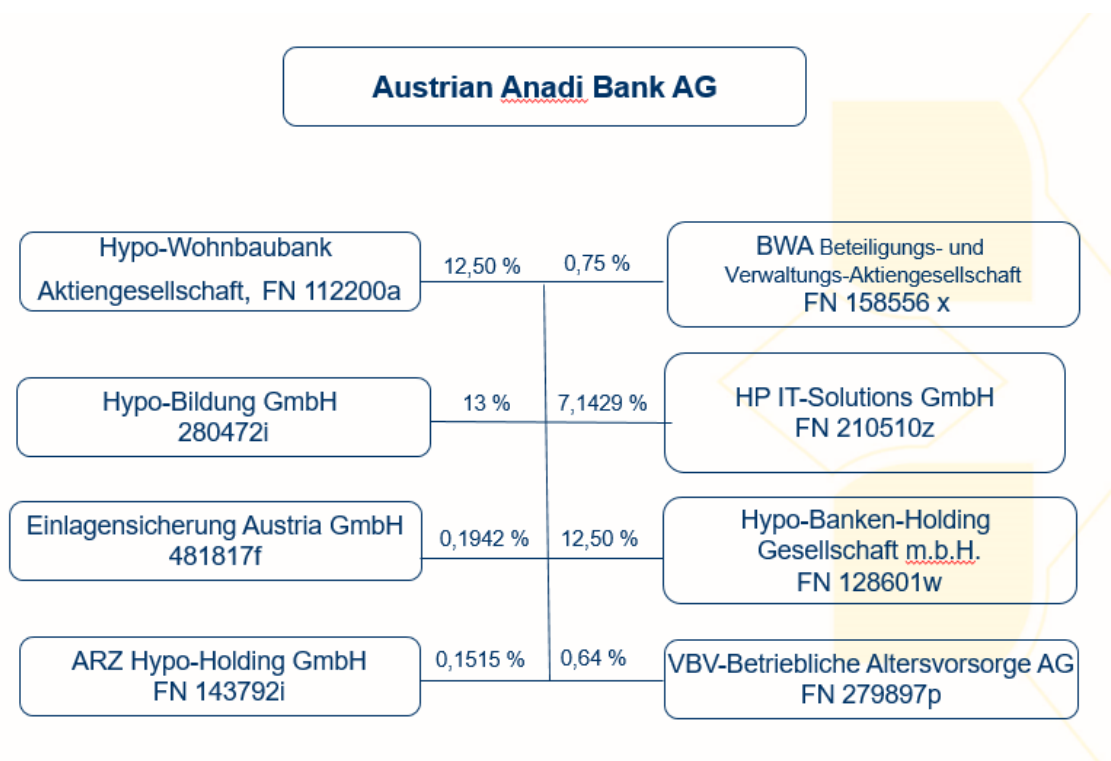 Austrian Anadi Bank AG
Hypo-Wohnbaubank
Aktiengesellschaft, FN 112200a
12,50 %
0,75 %
BWA Beteiligungs- und
Verwaltungs-Aktiengesellschaft
FN 158556 x
Hypo-Bildung GmbH
280472i
13 %
7,1429 %
HP IT-Solutions GmbH
FN 210510z
Einlagensicherung Austria GmbH
481817f
0,1942 %
12,50 %
Hypo-Banken-Holding
Gesellschaft m.b.H.
FN 128601w
ARZ Hypo-Holding GmbH
FN 143792i
0,1515 %
0,64 %
VBV-Betriebliche Altersvorsorge AG
FN 279897p